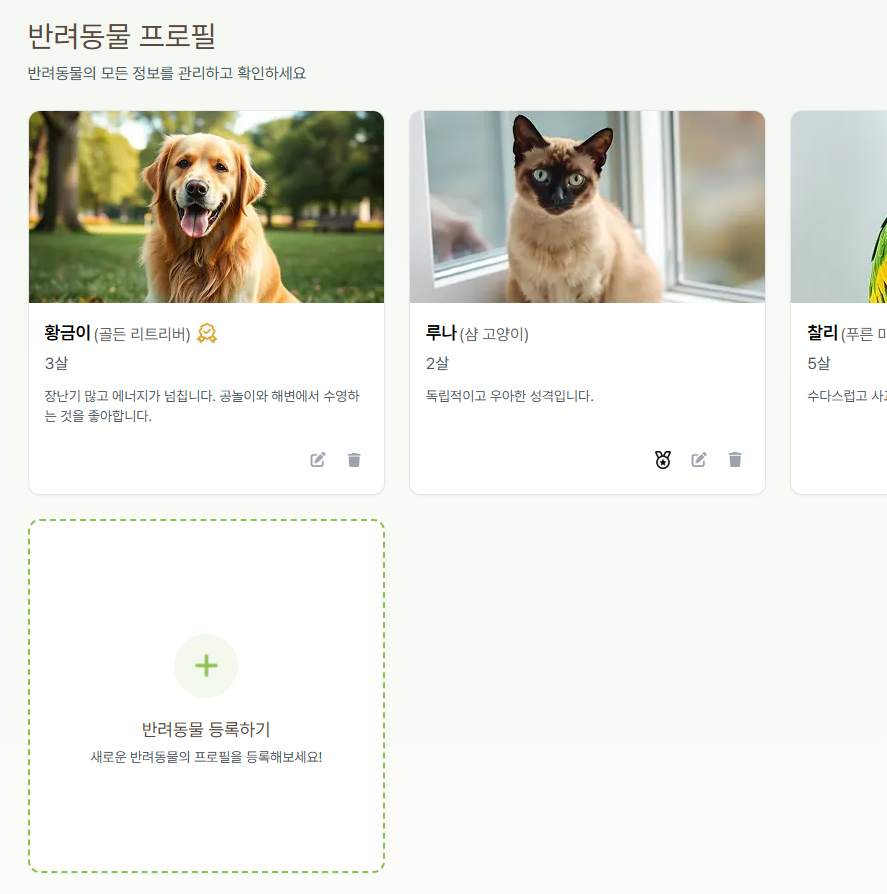 반려동물 프로필
반려동물의 모든 정보를 관리하고 확인하세요
황금이 (골든 리트리버)
3살
장난기 많고 에너지가 넘칩니다. 공놀이와 해변에서 수영하
는 것을 좋아합니다.
루나 (샴 고양이)
2살
독립적이고 우아한 성격입니다.
찰리 (푸른
5살
수다스럽고
반려동물 등록하기
새로운 반려동물의 프로필을 등록해보세요!